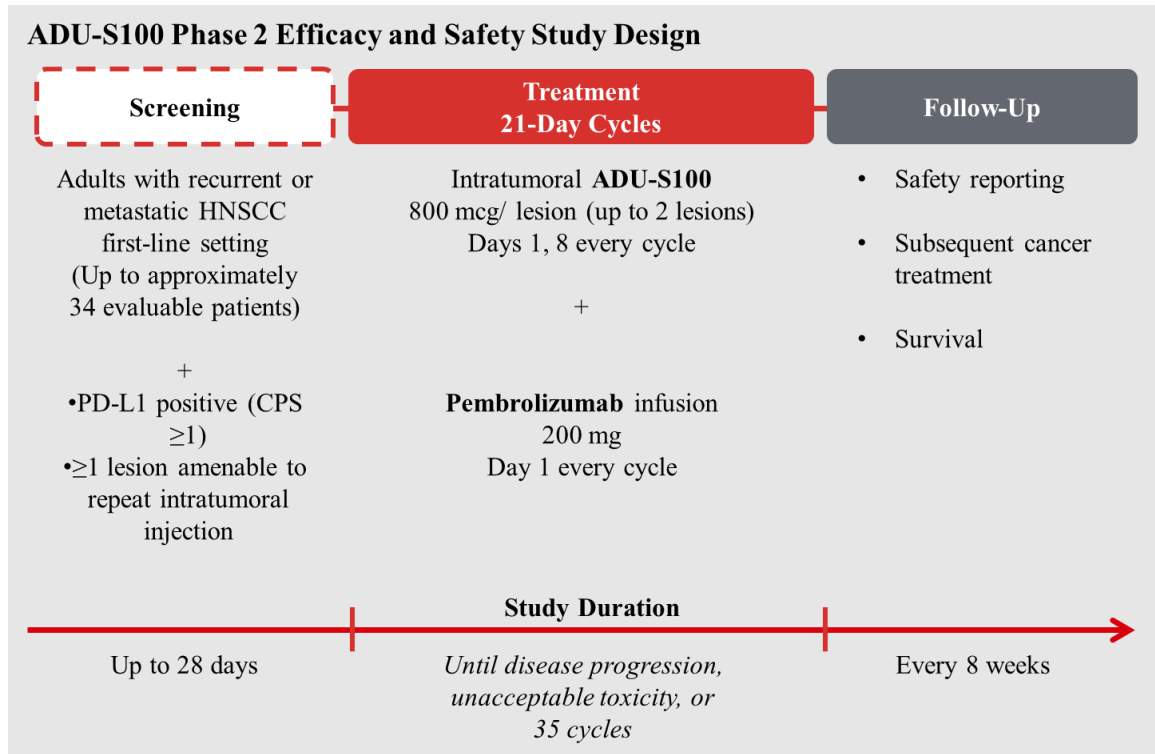 ADU-S100 Phase 2 Efficacy and Safety Study Design
Screening
Adults with recurrent or
metastatic HNSCC
first-line setting
(Up to approximately
34 evaluable patients)
+
•PD-L1 positive (CPS
≥1)
•≥1 lesion amenable to
repeat intratumoral
injection
Treatment
21-Day Cycles
Intratumoral ADU-S100
800 mcg/ lesion (up to 2 lesions)
Days 1, 8 every cycle
+
Pembrolizumab infusion
200 mg
Day 1 every cycle
Follow-Up
• Safety reporting
• Subsequent cancer
treatment
• Survival
Study Duration
Up to 28 days
Until disease progression,
unacceptable toxicity, or
35 cycles
Every 8 weeks